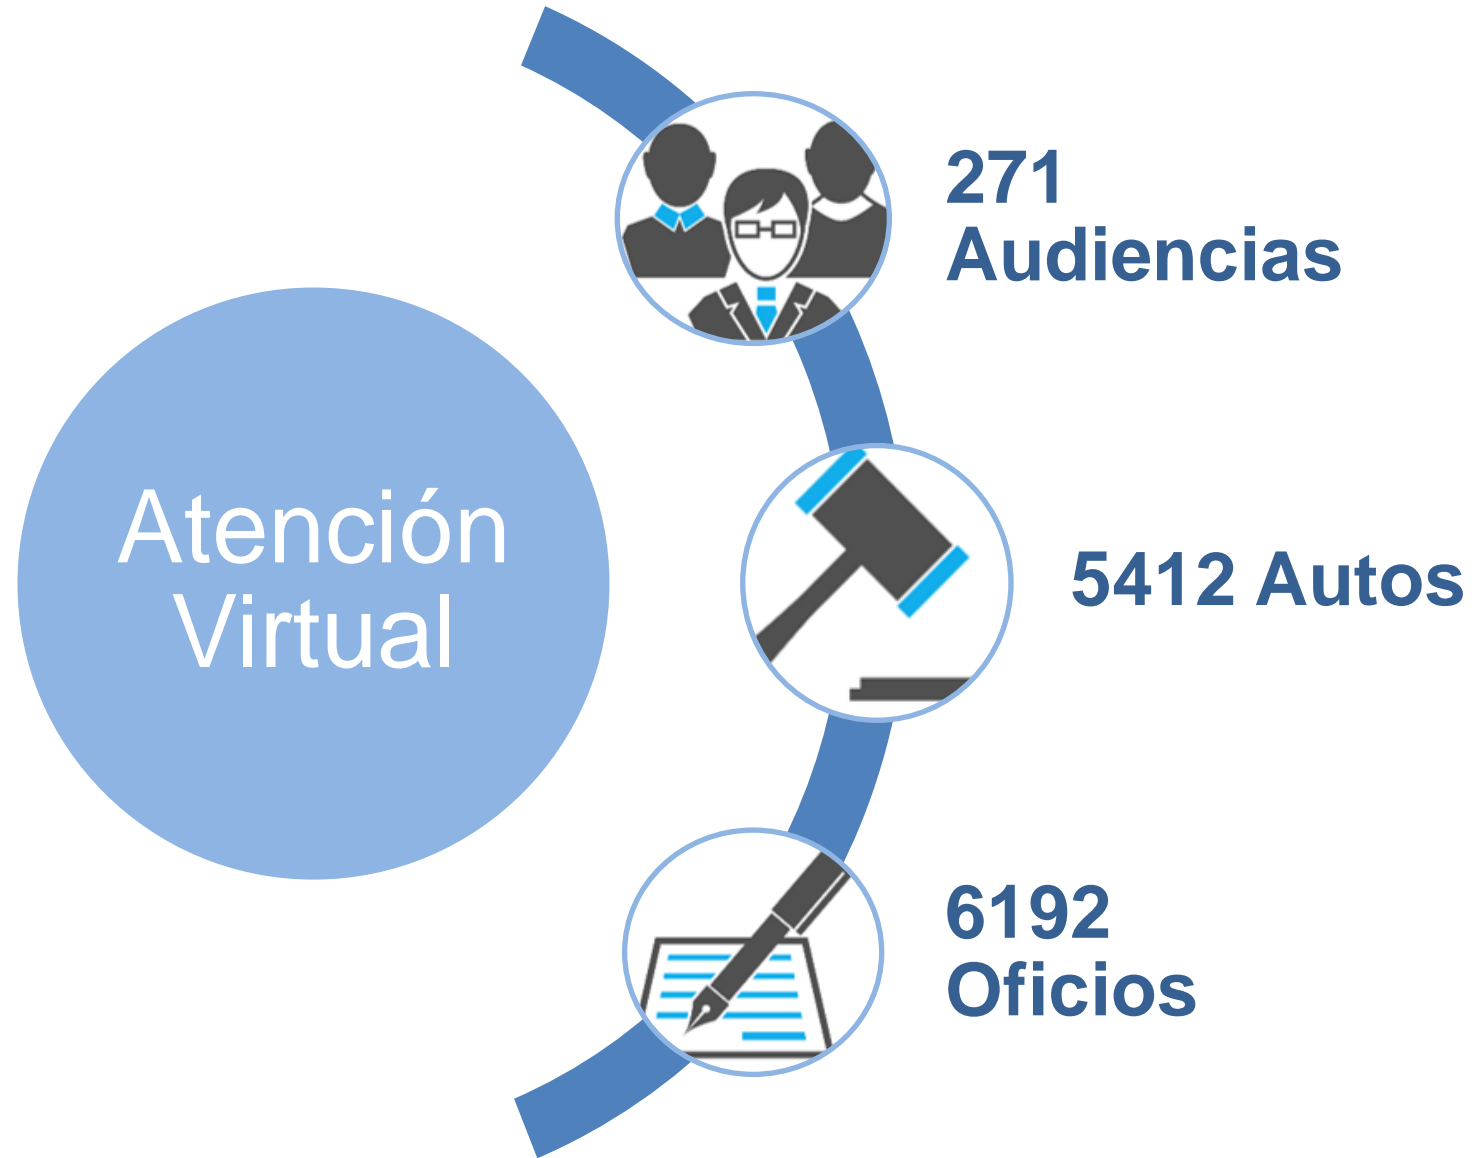 Atención
Virtual
271
Audiencias
5412 Autos
6192
Oficios